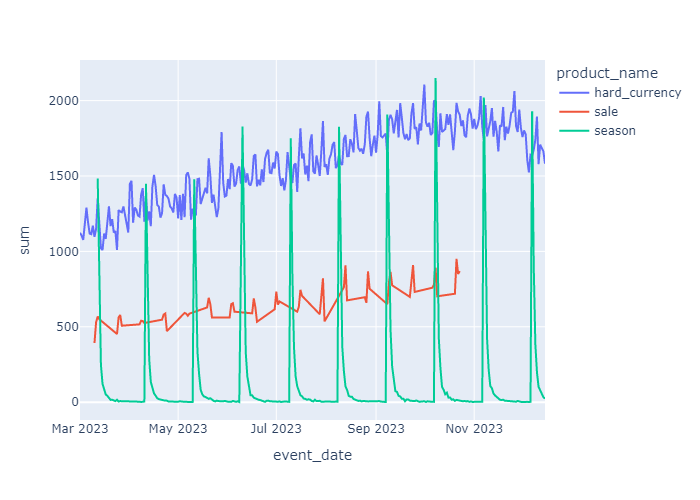 product_name
hard_currency
sale
season
sum
2000
1500
1000
500
0
Mar 2023 May 2023 Jul 2023 Sep 2023 Nov 2023
event_date